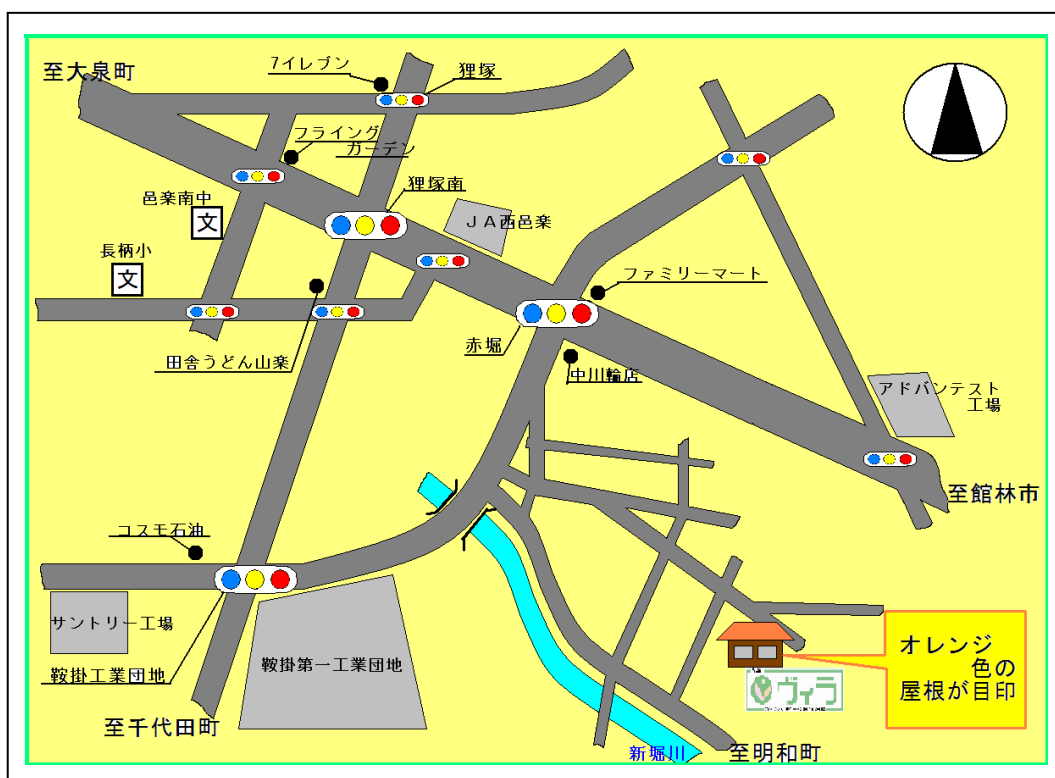 7イレブン
狸塚
至大泉町
フライング
ガーデン
狸塚南
邑楽南中
文
ＪＡ西邑楽
長柄小
文
ファミリーマート
赤堀
田舎うどん山楽
中川輪店
アドバンテスト
工場
至館林市
コスモ石油
サントリー工場
鞍掛第一工業団地
鞍掛工業団地
オレンジ
色の
屋根が目印
ヴィラ
至千代田町
新堀川
至明和町